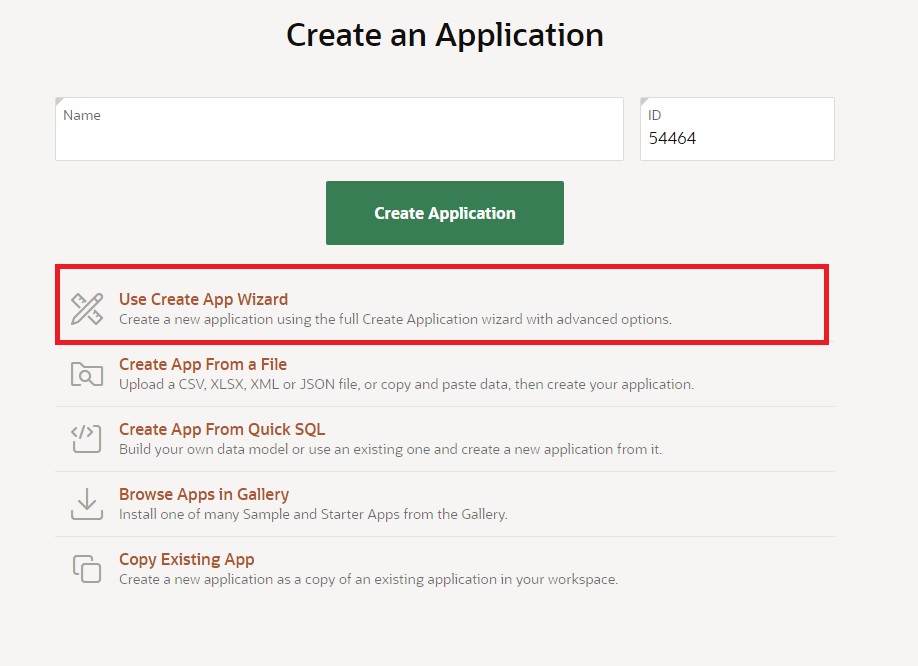 Create an Application
Name
ID
54464
Create Application
Use Create App Wizard
Create a new application using the full Create Application wizard with advanced options.
Create App From a File
Upload a CSV, XLSX, XML or JSON file, or copy and paste data, then create your application.
Create App From Quick SQL
Build your own data model or use an existing one and create a new application from it.
Browse Apps in Gallery
Install one of many Sample and Starter Apps from the Gallery.
Copy Existing App
Create a new application as a copy of an existing application in your workspace.